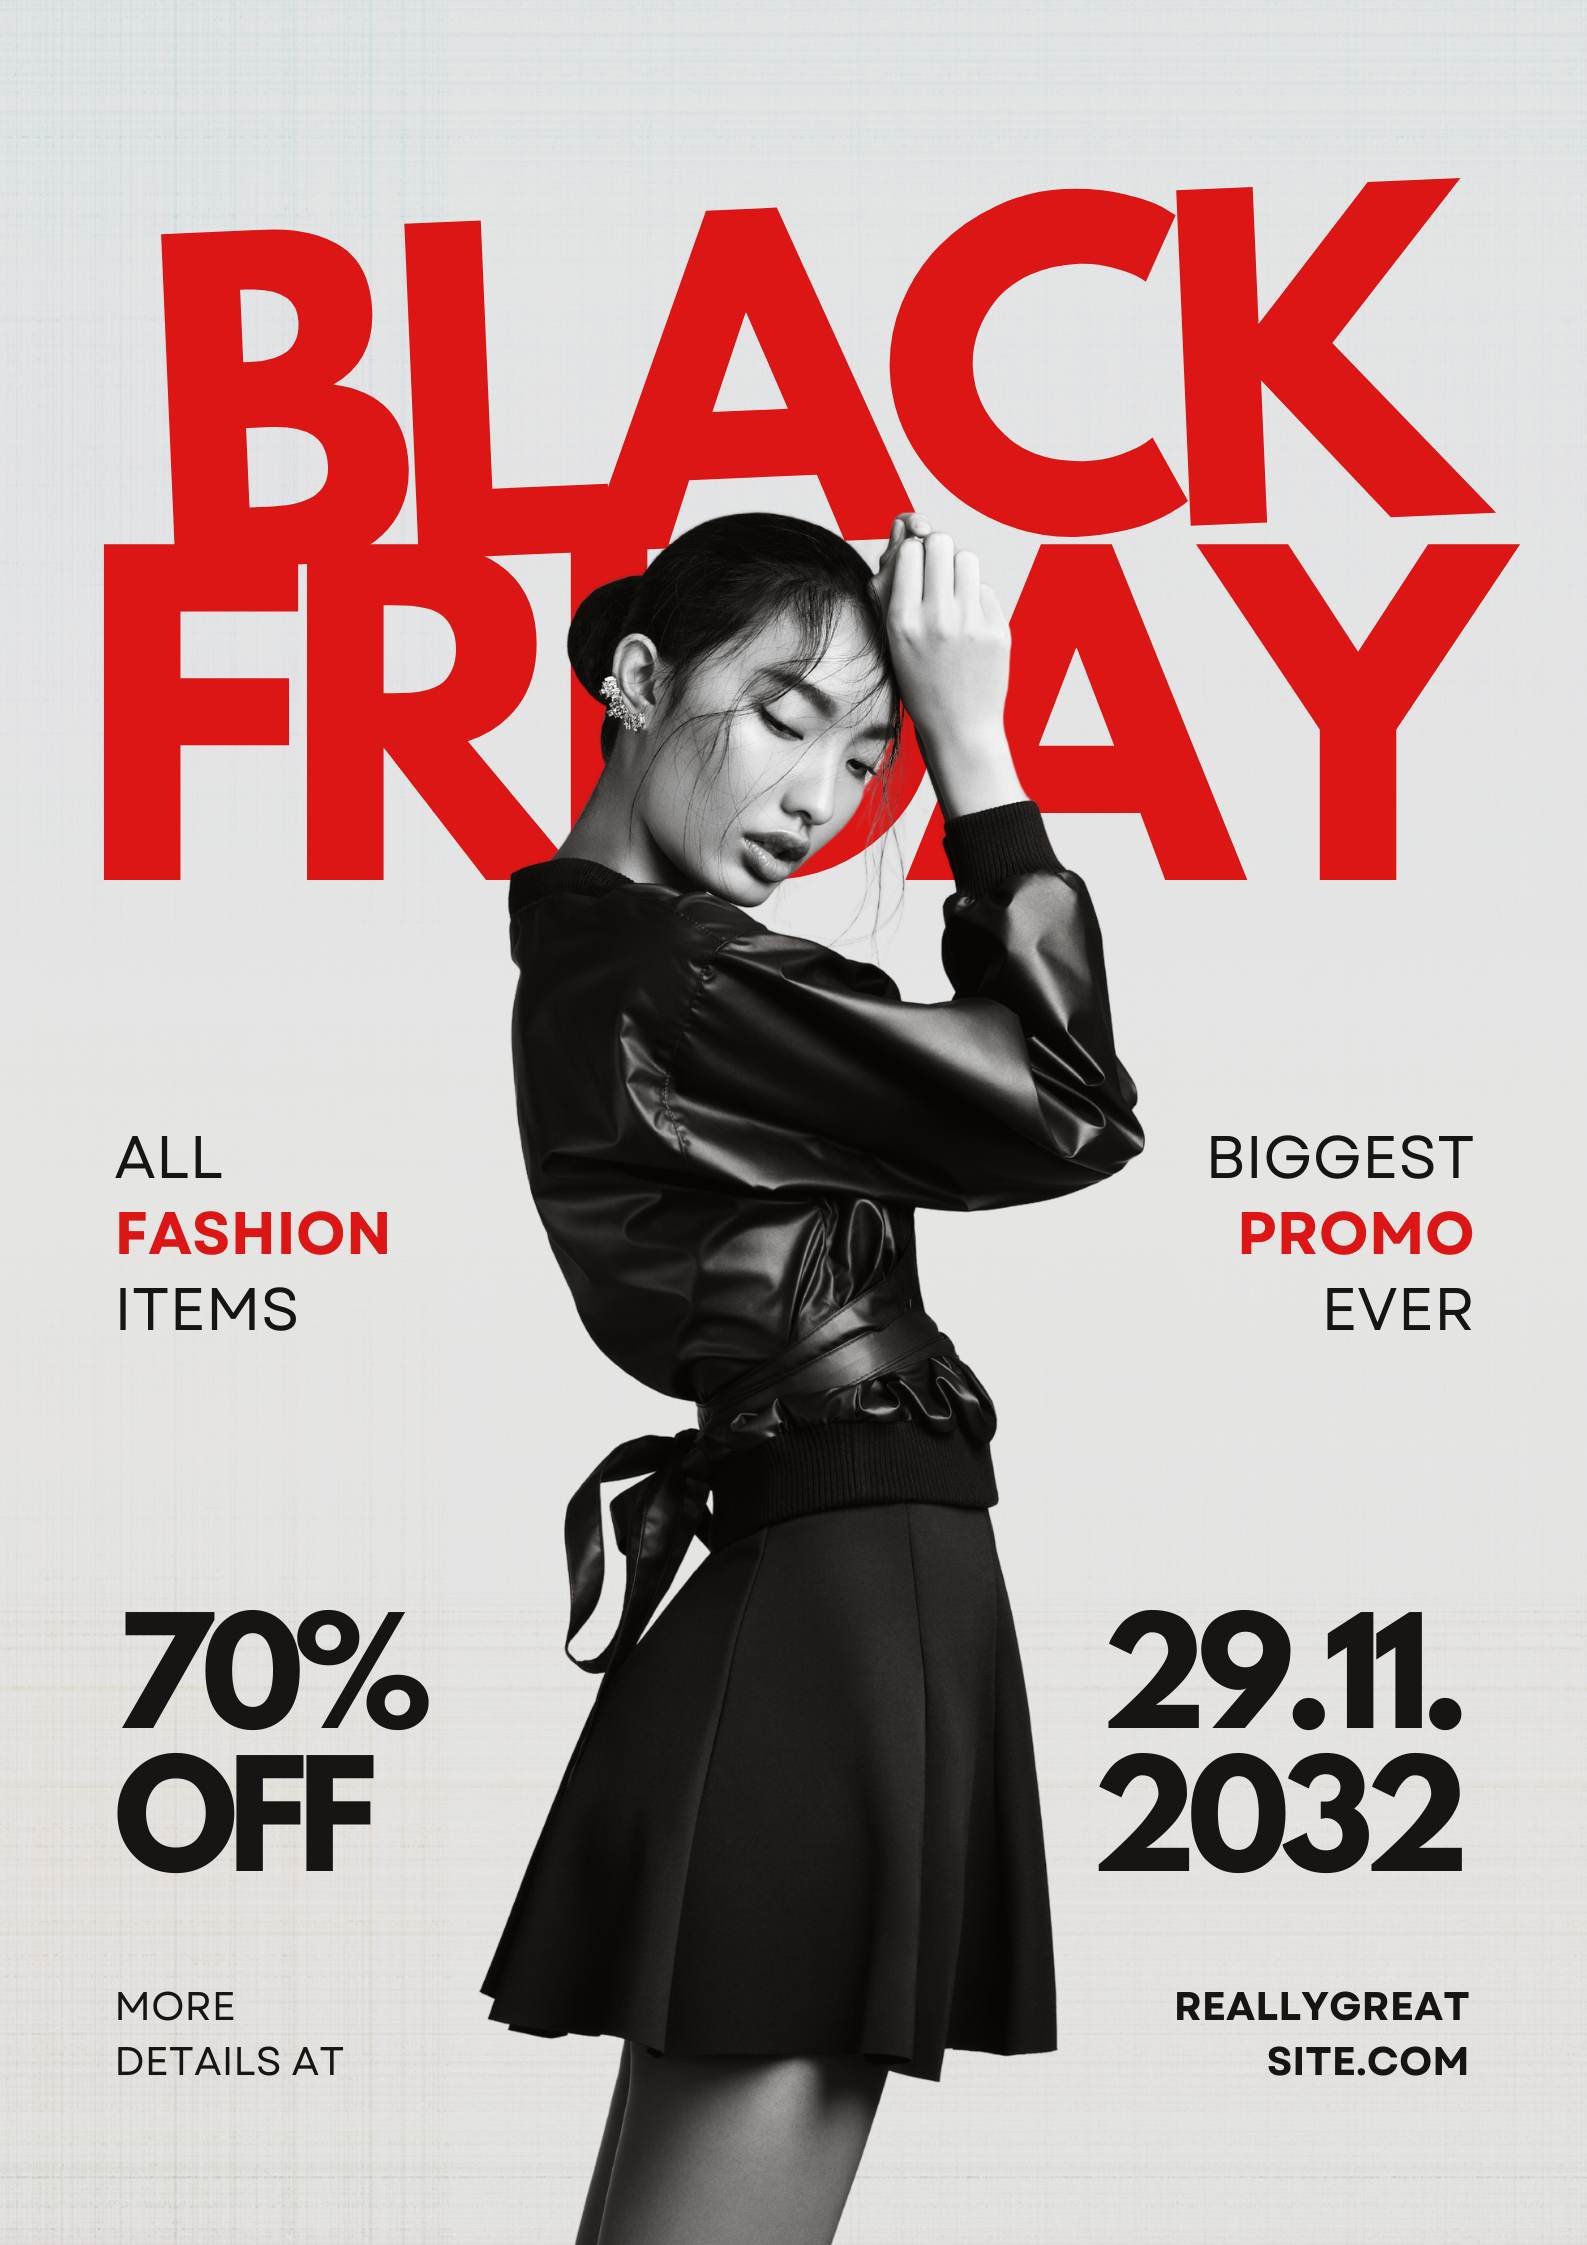 BLACK
FRIDAY
ALL
FASHION
ITEMS
BIGGEST
PROMO
EVER
70%
OFF
29.11.
2032
MORE
DETAILS AT
REALLYGREAT
SITE.COM